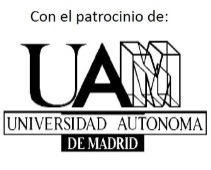 Con el patrocinio de:
UAM
UNIVERSIDAD AUTONOMA
DE MADRID